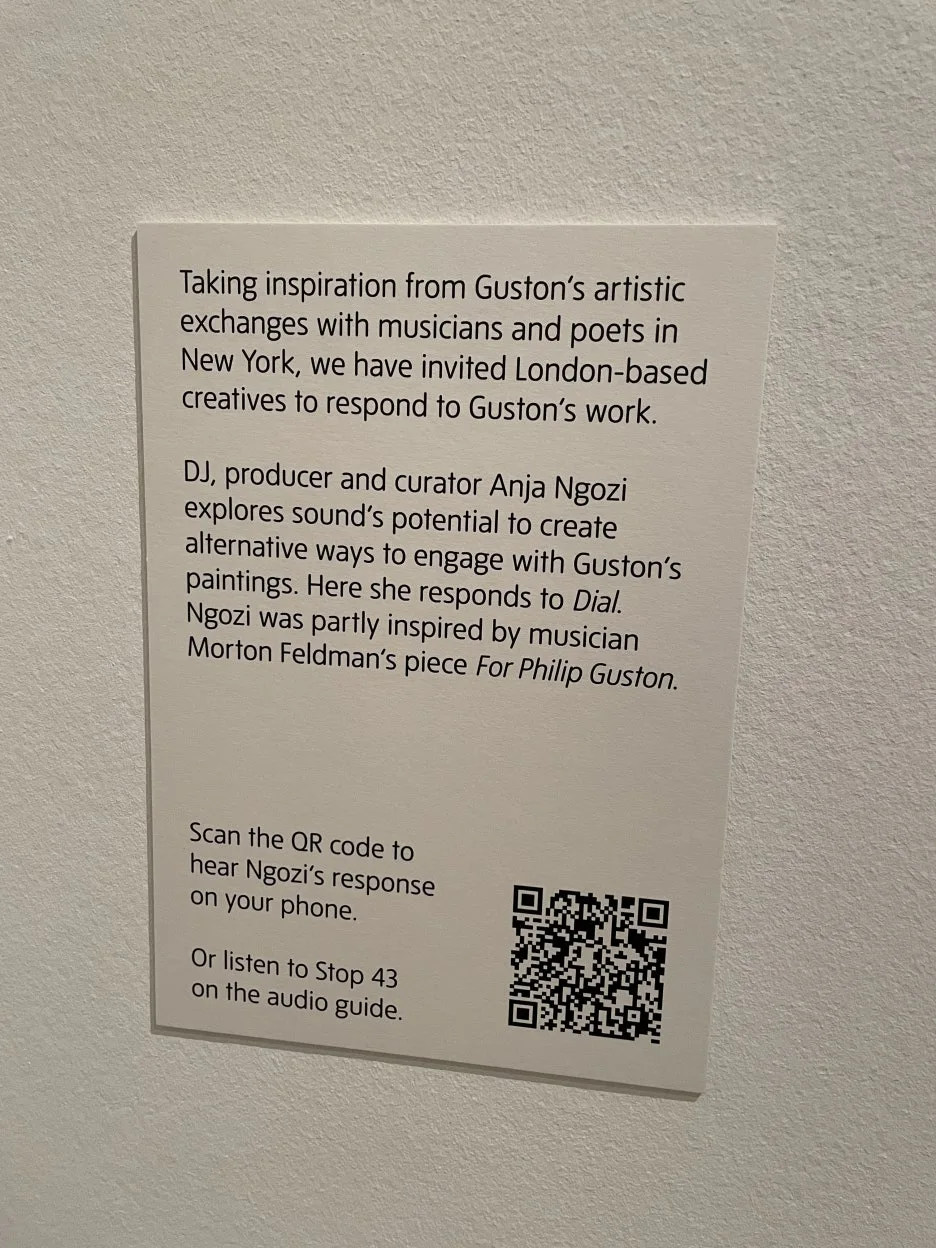 Taking inspiration from Guston's artistic
exchanges with musicians and poets in
New York, we have invited London-based
creatives to respond to Guston's work.
DJ, producer and curator Anja Ngozi
explores sound's potential to create
alternative ways to engage with Guston's
paintings. Here she responds to Dial.
Ngozi was partly inspired by musician
Morton Feldman's piece For Philip Guston.
Scan the QR code to
hear Ngozi's response
on your phone.
Or listen to Stop 43
on the audio guide.